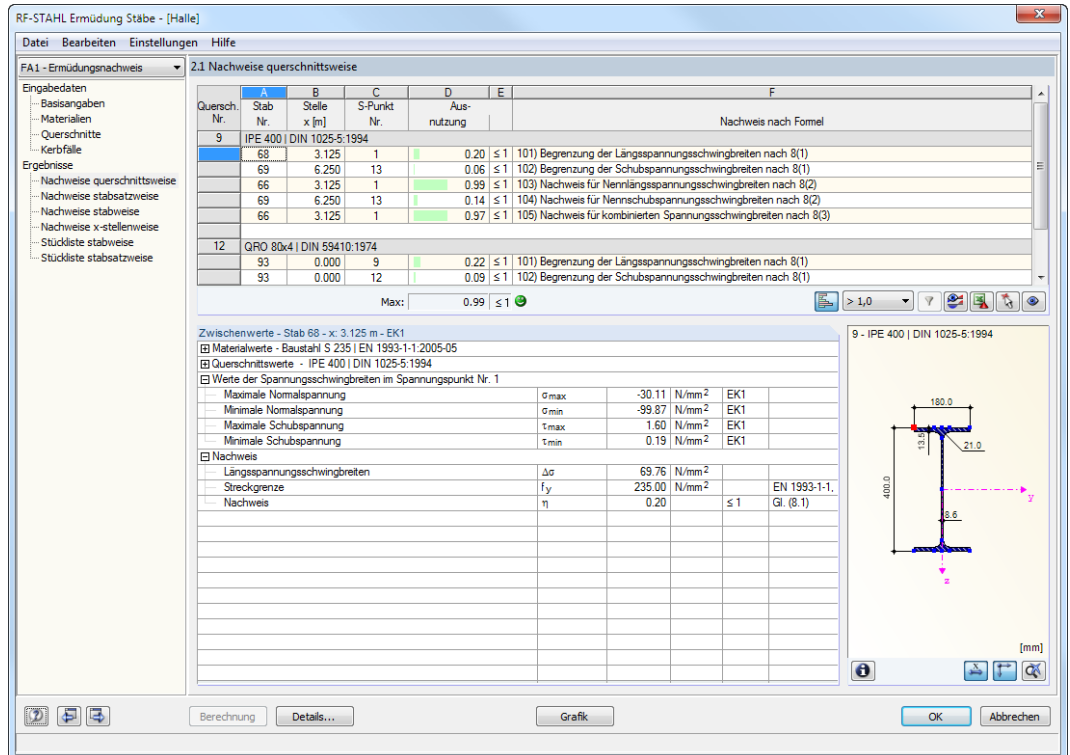 RF-STAHL Ermüdung Stäbe - [Halle]
Datei Bearbeiten Einstellungen Hilfe
FA1 - Ermüdungsnachweis
Eingabedaten
Basisangaben
Materialien
Querschnitte
Kerbfälle
Ergebnisse
Nachweise querschnittsweise
Nachweise stabsatzweise
Nachweise stabweise
Nachweise x-stellenweise
Stückliste stabweise
Stückliste stabsatzweise
2.1 Nachweise querschnittsweise
A B C D E F
Quersch. Stab Stelle S-Punkt Aus-
Nr. Nr. x [m] Nr. nutzung Nachweis nach Formel
9 IPE 400 | DIN 1025-5:1994
68 3.125 1 0.20 ≤ 1 101) Begrenzung der Längsspannungsschwingbreiten nach 8(1)
69 6.250 13 0.06 ≤ 1 102) Begrenzung der Schubspannungsschwingbreiten nach 8(1)
66 3.125 1 0.99 ≤ 1 103) Nachweis für Nennlängsspannungsschwingbreiten nach 8(2)
69 6.250 13 0.14 ≤ 1 104) Nachweis für Nennschubspannungsschwingbreiten nach 8(2)
66 3.125 1 0.97 ≤ 1 105) Nachweis für kombinierten Spannungsschwingbreiten nach 8(3)
12 QRO 80x4 | DIN 59410:1974
93 0.000 9 0.22 ≤ 1 101) Begrenzung der Längsspannungsschwingbreiten nach 8(1)
93 0.000 12 0.09 ≤ 1 102) Begrenzung der Schubspannungsschwingbreiten nach 8(1)
Max: 0.99 ≤ 1
> 1,0
Zwischenwerte - Stab 68 - x: 3.125 m - EK1
Materialwerte - Baustahl S 235 | EN 1993-1-1:2005-05
Querschnittswerte - IPE 400 | DIN 1025-5:1994
Werte der Spannungsschwingbreiten im Spannungspunkt Nr. 1
Maximale Normalspannung σmax -30.11 N/mm² EK1
Minimale Normalspannung σmin -99.87 N/mm² EK1
Maximale Schubspannung τmax 1.60 N/mm² EK1
Minimale Schubspannung τmin 0.19 N/mm² EK1
Nachweis
Längsspannungsschwingbreiten Δσ 69.76 N/mm²
Streckgrenze fy 235.00 N/mm² EN 1993-1-1,
Nachweis η 0.20 ≤ 1 Gl. (8.1)
9 - IPE 400 | DIN 1025-5:1994
180.0
13.5
21.0
400.0
y
8.6
z
[mm]
Berechnung Details... Grafik OK Abbrechen